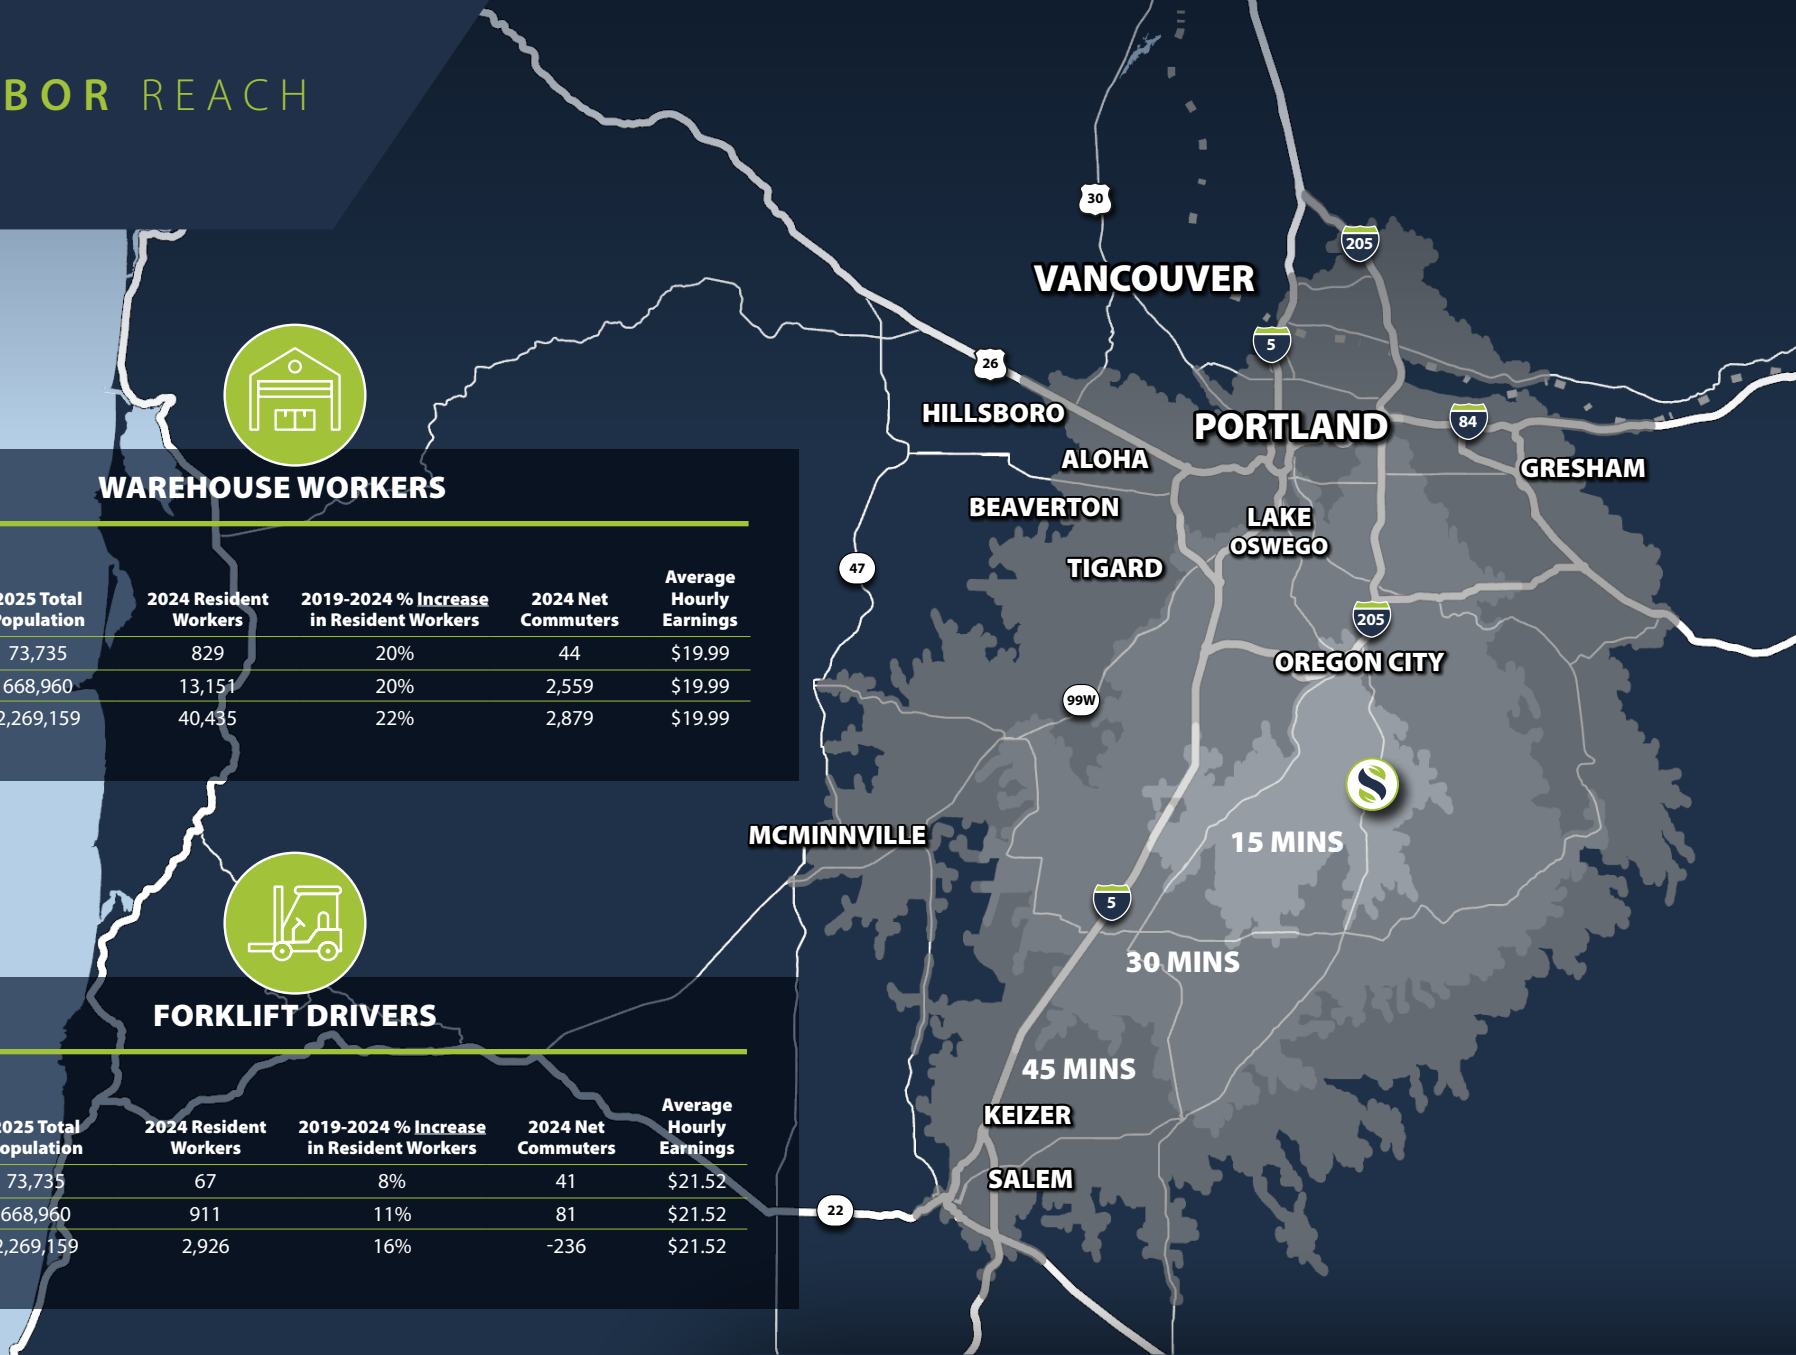 BOR REACH
WAREHOUSE WORKERS
2025 Total Population 2024 Resident Workers 2019-2024 % Increase in Resident Workers 2024 Net Commuters Average Hourly Earnings
73,735 829 20% 44 $19.99
668,960 13,151 20% 2,559 $19.99
2,269,159 40,435 22% 2,879 $19.99
FORKLIFT DRIVERS
2025 Total Population 2024 Resident Workers 2019-2024 % Increase in Resident Workers 2024 Net Commuters Average Hourly Earnings
73,735 67 8% 41 $21.52
668,960 911 11% 81 $21.52
2,269,159 2,926 16% -236 $21.52
30
205
VANCOUVER
5
26
HILLSBORO
PORTLAND
84
ALOHA
GRESHAM
BEAVERTON
LAKE
OSWEGO
TIGARD
47
205
OREGON CITY
99W
MCMINNVILLE
15 MINS
5
30 MINS
45 MINS
KEIZER
SALEM
22